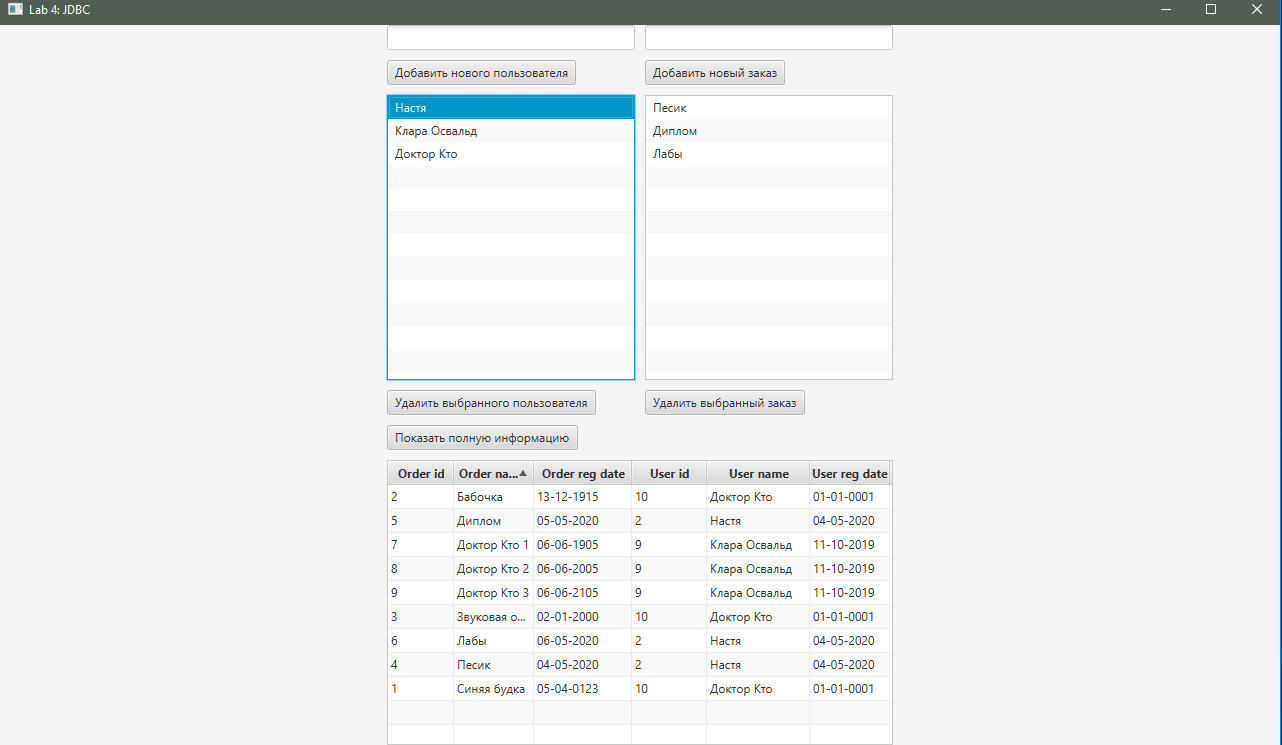 Lab 4: JDBC
Добавить нового пользователя Добавить новый заказ
Настя Песик
Клара Освальд Диплом
Доктор Кто Лабы
Удалить выбранного пользователя Удалить выбранный заказ
Показать полную информацию
Order id Order na... Order reg date User id User name User reg date
2 Бабочка 13-12-1915 10 Доктор Кто 01-01-0001
5 Диплом 05-05-2020 2 Настя 04-05-2020
7 Доктор Кто 1 06-06-1905 9 Клара Освальд 11-10-2019
8 Доктор Кто 2 06-06-2005 9 Клара Освальд 11-10-2019
9 Доктор Кто 3 06-06-2105 9 Клара Освальд 11-10-2019
3 Звуковая о... 02-01-2000 10 Доктор Кто 01-01-0001
6 Лабы 06-05-2020 2 Настя 04-05-2020
4 Песик 04-05-2020 2 Настя 04-05-2020
1 Синяя будка 05-04-0123 10 Доктор Кто 01-01-0001